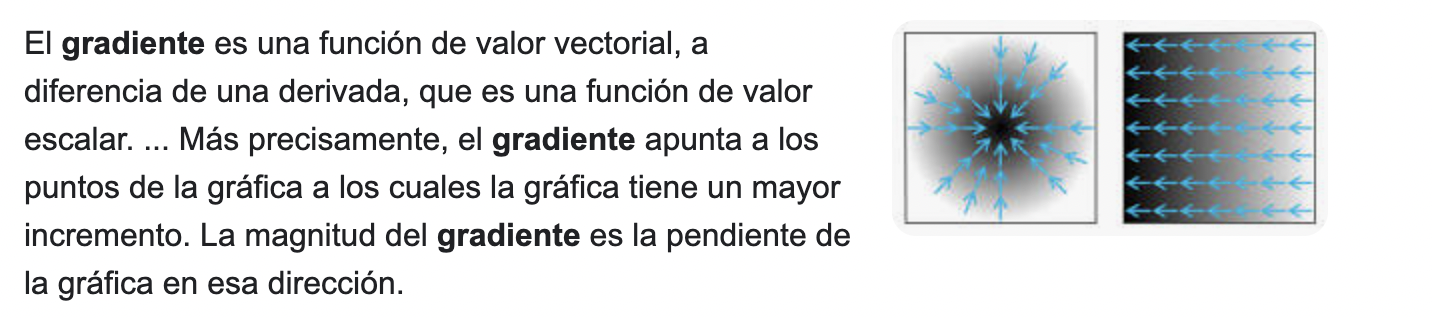 El gradiente es una función de valor vectorial, a
diferencia de una derivada, que es una función de valor
escalar. ... Más precisamente, el gradiente apunta a los
puntos de la gráfica a los cuales la gráfica tiene un mayor
incremento. La magnitud del gradiente es la pendiente de
la gráfica en esa dirección.